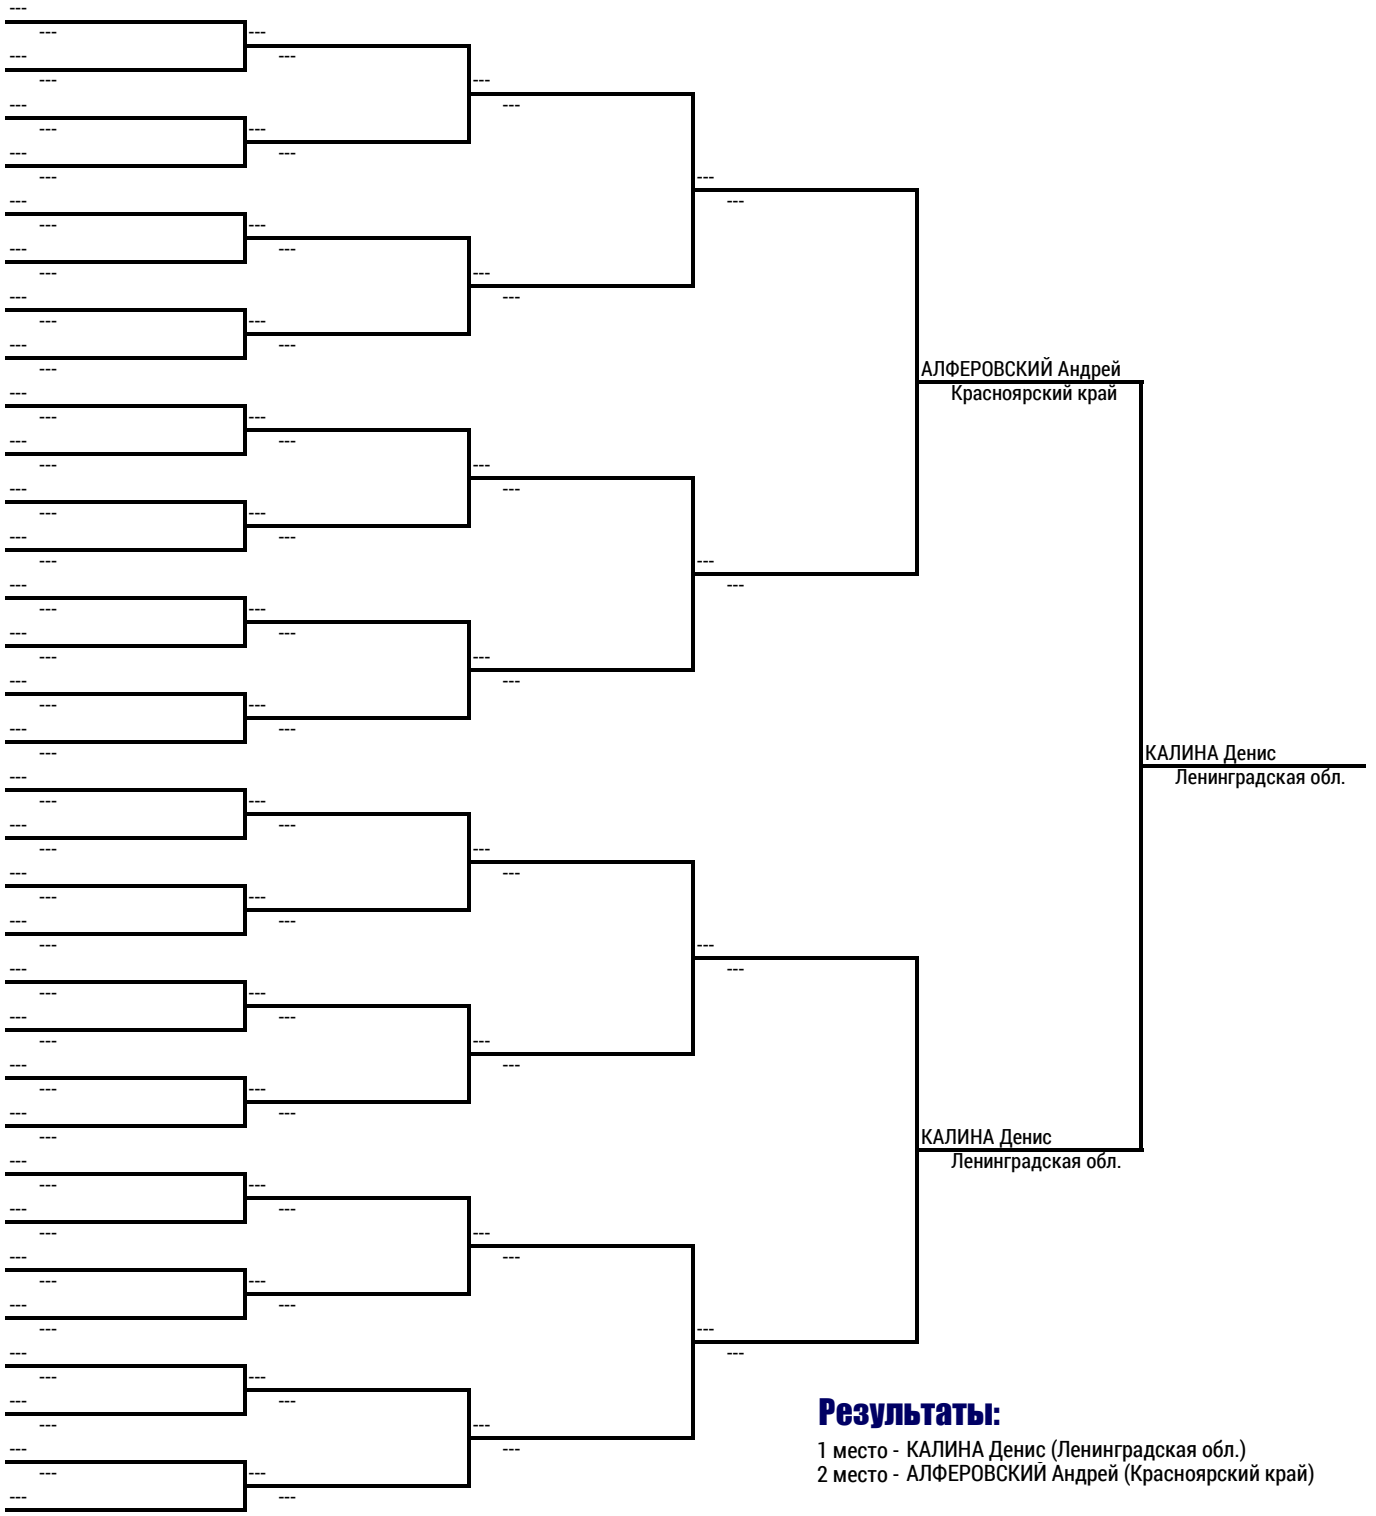 АЛФЕРОВСКИЙ Андрей
Красноярский край
КАЛИНА Денис
Ленинградская обл.
КАЛИНА Денис
Ленинградская обл.
Результаты:
1 место - КАЛИНА Денис (Ленинградская обл.)
2 место - АЛФЕРОВСКИЙ Андрей (Красноярский край)